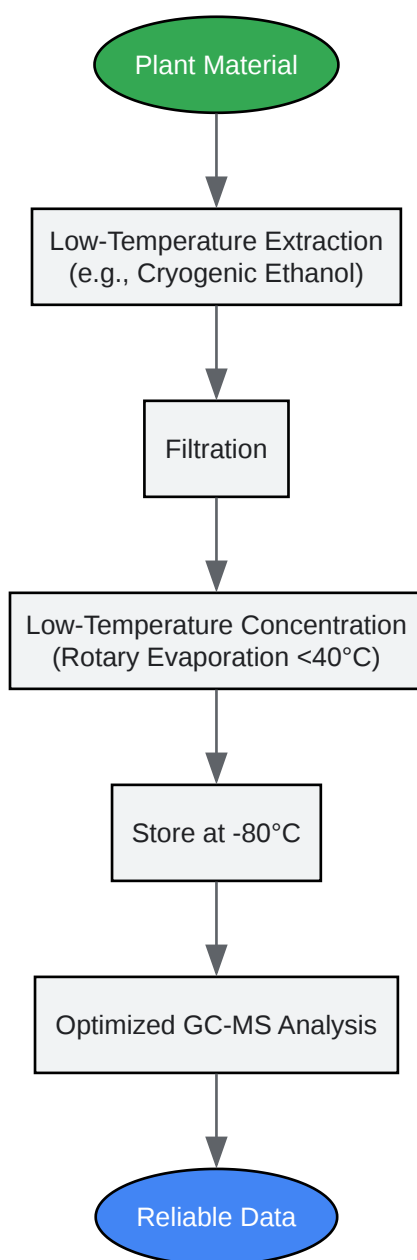 Plant Material
Low-Temperature Extraction
(e.g., Cryogenic Ethanol)
Filtration
Low-Temperature Concentration
(Rotary Evaporation <40°C)
Store at -80°C
Optimized GC-MS Analysis
Reliable Data